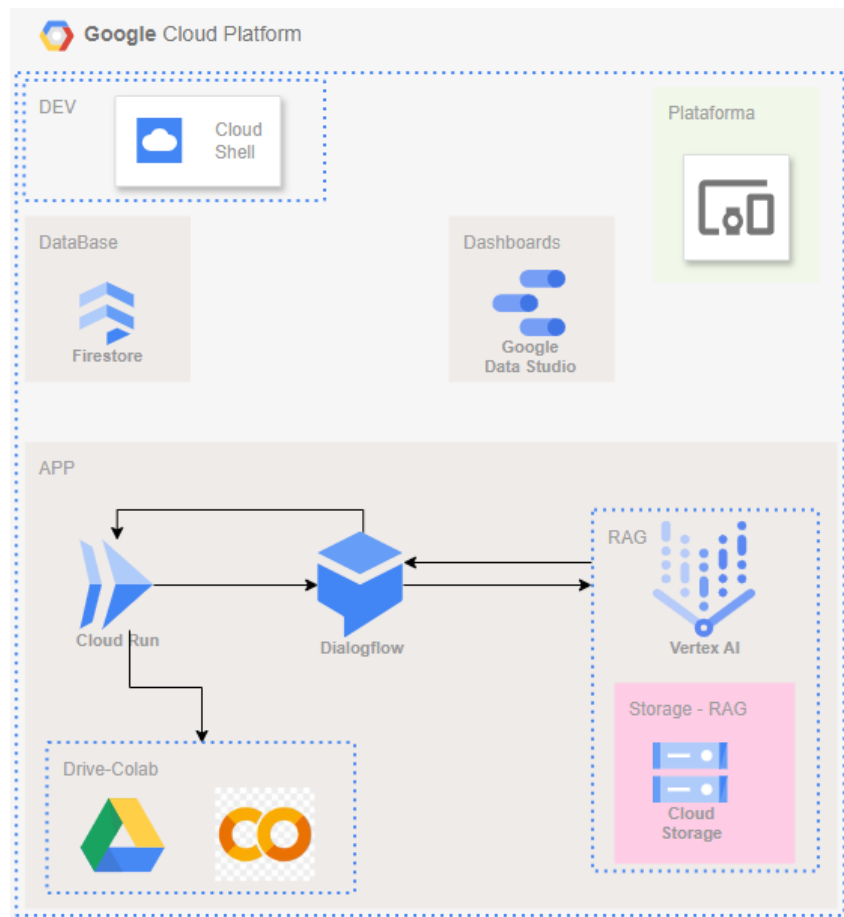 Google Cloud Platform
DEV
Cloud
Shell
Plataforma
DataBase
Firestore
Dashboards
Google
Data Studio
APP
Cloud Run
Dialogflow
RAG
Vertex AI
Storage - RAG
Cloud
Storage
Drive-Colab